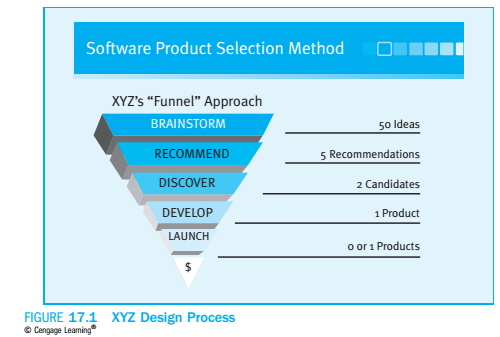 Software Product Selection Method
XYZ's “Funnel” Approach
BRAINSTORM
50 Ideas
RECOMMEND
5 Recommendations
DISCOVER
2 Candidates
DEVELOP
1 Product
LAUNCH
0 or 1 Products
$
FIGURE 17.1 XYZ Design Process
© Cengage Learning®